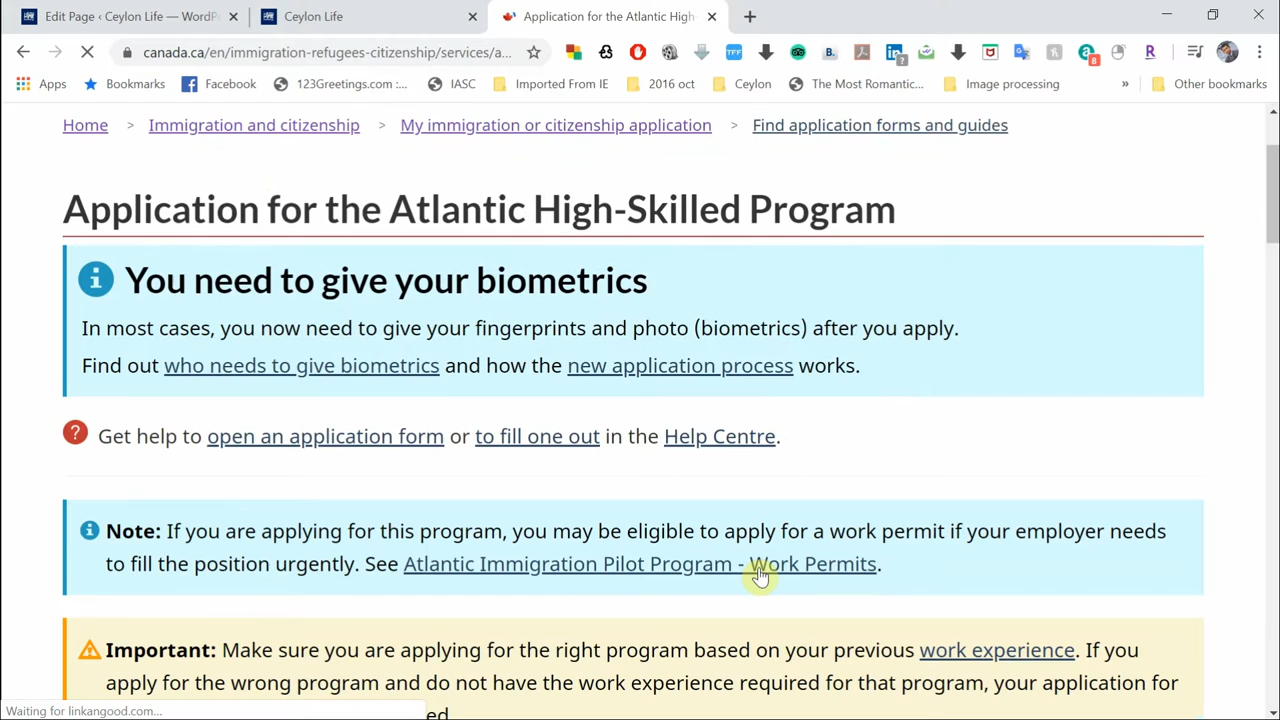 Edit Page ‹ Ceylon Life — WordP
Ceylon Life
Application for the Atlantic High-
canada.ca/en/immigration-refugees-citizenship/services/a...
TFF
B.
?
8
R
Apps
Bookmarks
Facebook
123Greetings.com :...
IASC
Imported From IE
2016 oct
Ceylon
The Most Romantic...
Image processing
»
Other bookmarks
Home > Immigration and citizenship > My immigration or citizenship application > Find application forms and guides
Application for the Atlantic High-Skilled Program
You need to give your biometrics
In most cases, you now need to give your fingerprints and photo (biometrics) after you apply.
Find out who needs to give biometrics and how the new application process works.
Get help to open an application form or to fill one out in the Help Centre.
Note: If you are applying for this program, you may be eligible to apply for a work permit if your employer needs
to fill the position urgently. See Atlantic Immigration Pilot Program - Work Permits.
Important: Make sure you are applying for the right program based on your previous work experience. If you
apply for the wrong program and do not have the work experience required for that program, your application for
Waiting for linkangood.com...